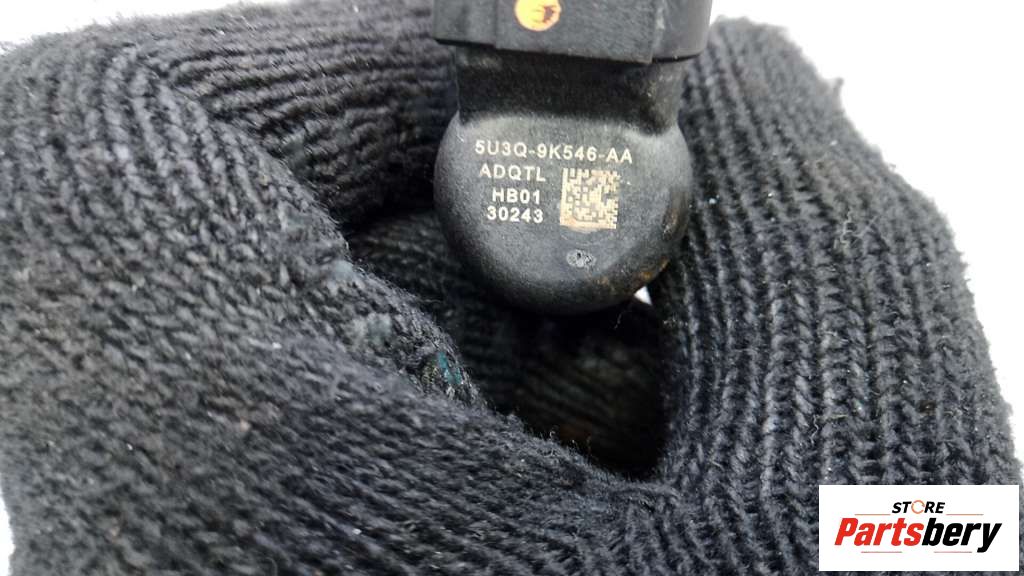 5U3Q-9K546-AA
ADQTL
HB01
30243
STORE
Partsbery